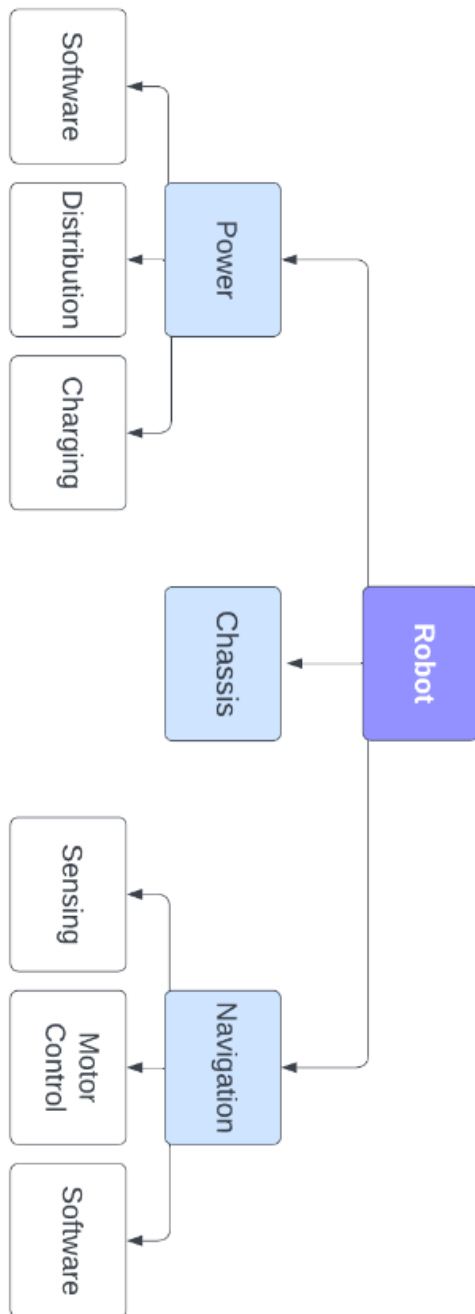 Robot
Power
Chassis
Navigation
Software
Distribution
Charging
Sensing
Motor
Control
Software